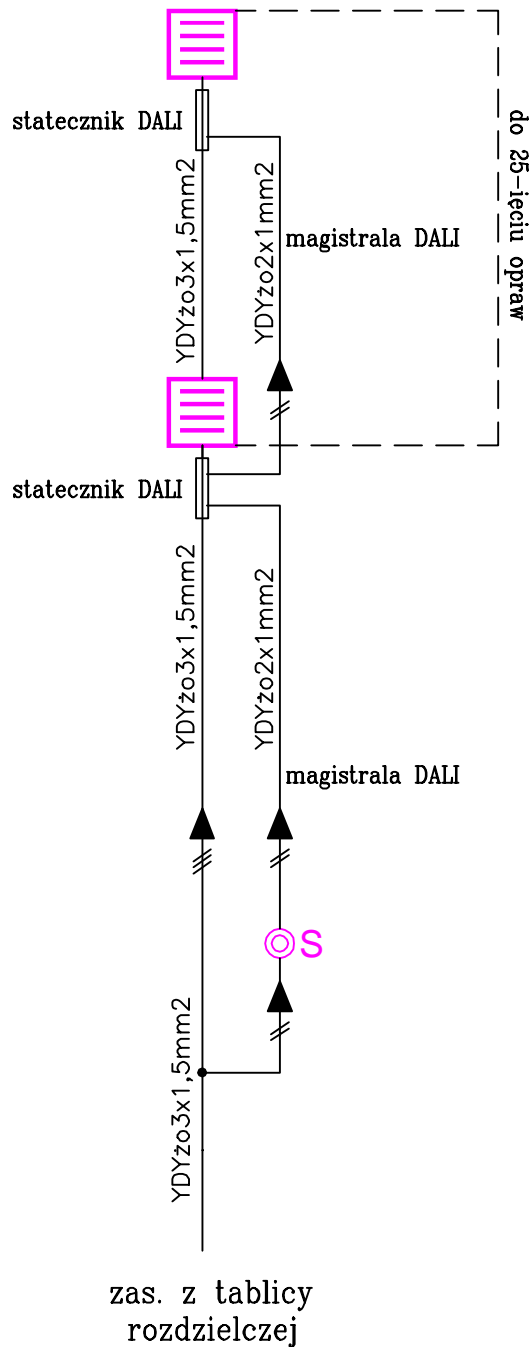 statecznik DALI
do 25-ięciu opraw
YDYżo3x1,5mm2
YDYżo2x1mm2
magistrala DALI
statecznik DALI
YDYżo3x1,5mm2
YDYżo2x1mm2
magistrala DALI
S
YDYżo3x1,5mm2
zas. z tablicy
rozdzielczej